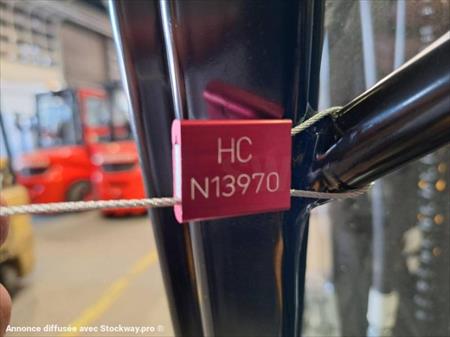 HC
N13970
Annonce diffusée avec Stockway.pro ®